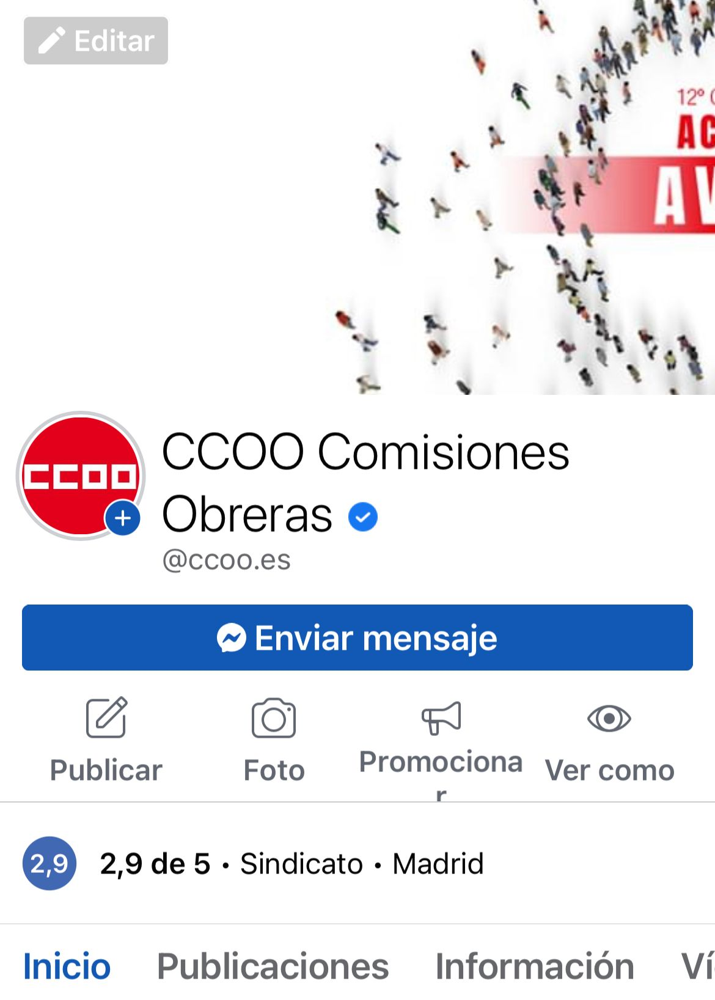 Editar
12º
AC
AV
CCOO
CCOO Comisiones
Obreras
@ccoo.es
Enviar mensaje
Publicar
Foto
Promociona
r
Ver como
2,9
2,9 de 5 • Sindicato • Madrid
Inicio
Publicaciones
Información
Ví